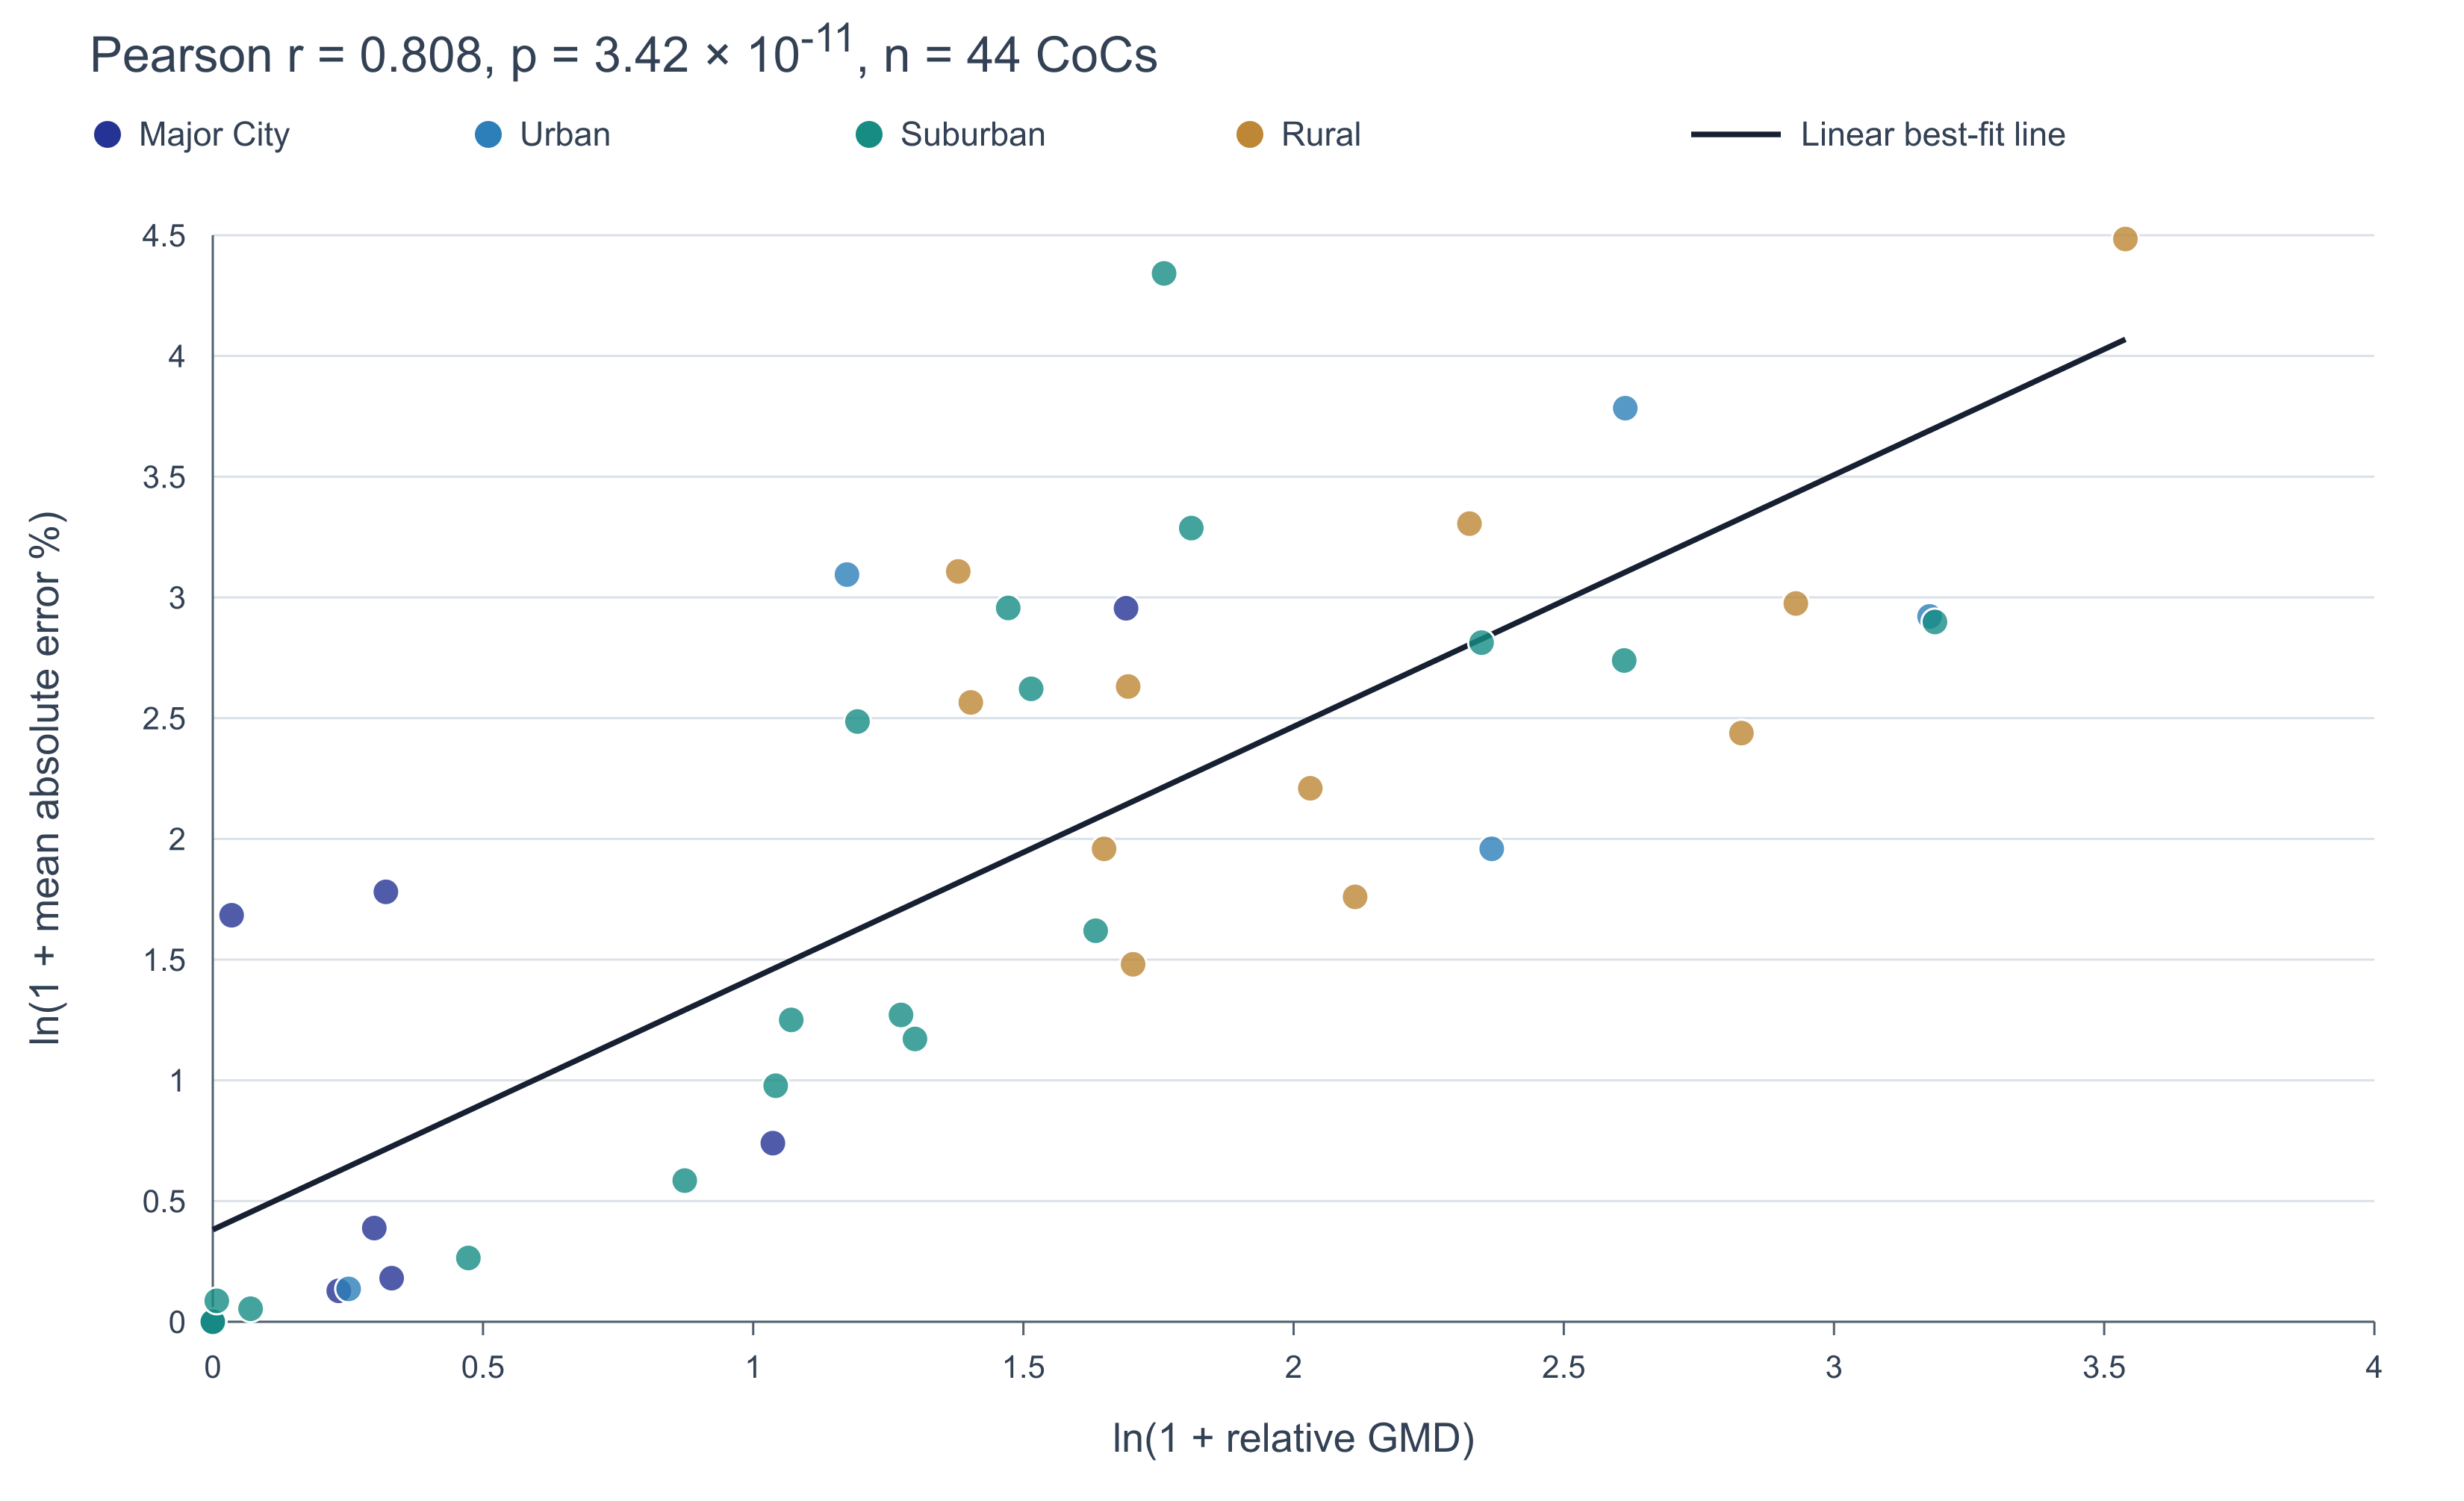 Pearson r = 0.808, p = 3.42 × 10⁻¹¹, n = 44 CoCs
Major City Urban Suburban Rural Linear best-fit line
4.5
4
3.5
3
2.5
2
1.5
1
0.5
0
ln(1 + mean absolute error %)
0 0.5 1 1.5 2 2.5 3 3.5 4
ln(1 + relative GMD)